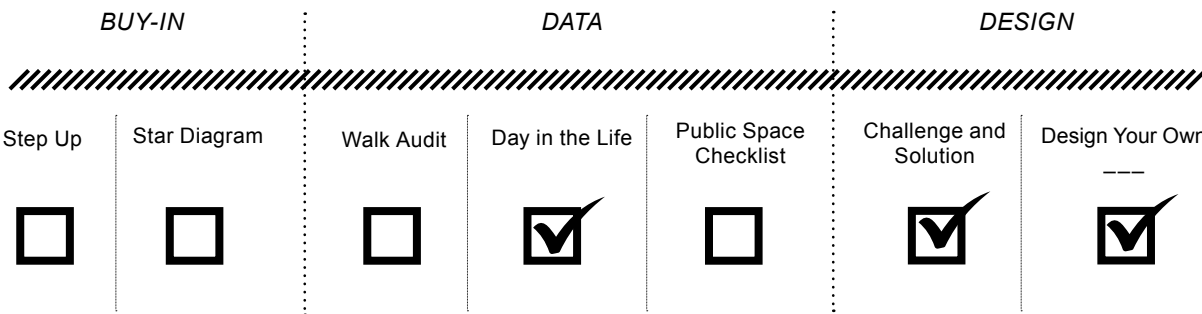 BUY-IN
DATA
DESIGN
Step Up
Star Diagram
Walk Audit
Day in the Life
Public Space
Checklist
Challenge and
Solution
Design Your Own
___